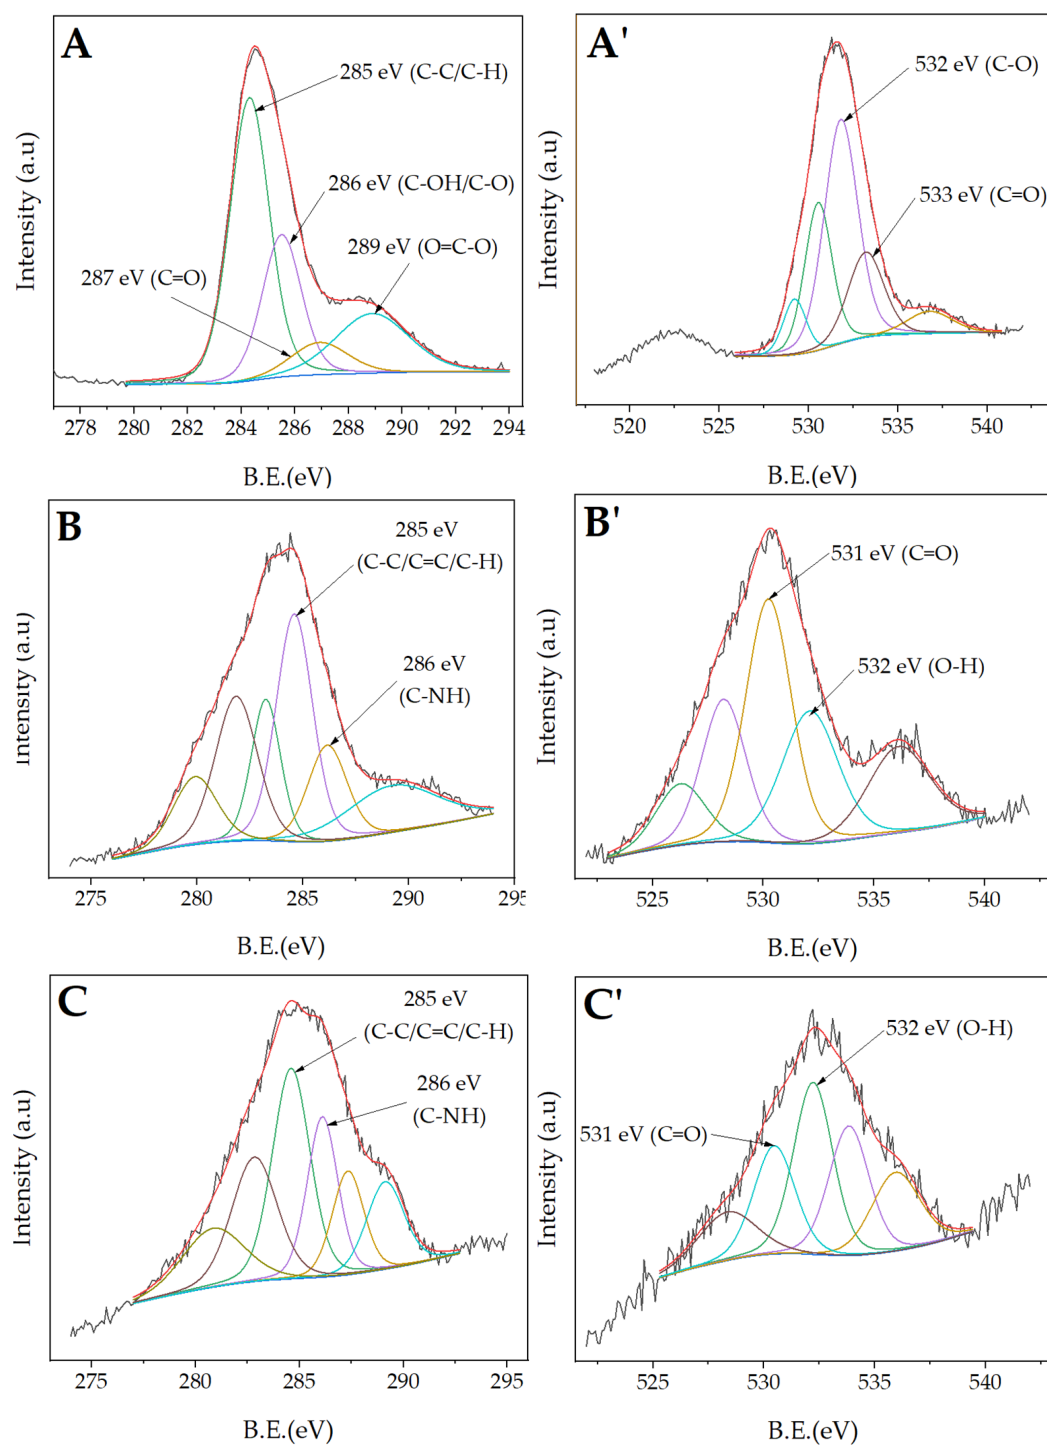 A
285 eV (C-C/C-H)
286 eV (C-OH/C-O)
289 eV (O=C-O)
287 eV (C=O)
Intensity (a.u)
278 280 282 284 286 288 290 292 294
B.E.(eV)
A'
532 eV (C-O)
533 eV (C=O)
Intensity (a.u)
520 525 530 535 540
B.E.(eV)
B
285 eV
(C-C/C=C/C-H)
286 eV
(C-NH)
Intensity (a.u)
275 280 285 290 295
B.E.(eV)
B'
531 eV (C=O)
532 eV (O-H)
Intensity (a.u)
525 530 535 540
B.E.(eV)
C
285 eV
(C-C/C=C/C-H)
286 eV
(C-NH)
Intensity (a.u)
275 280 285 290 295
B.E.(eV)
C'
532 eV (O-H)
531 eV (C=O)
Intensity (a.u)
525 530 535 540
B.E.(eV)